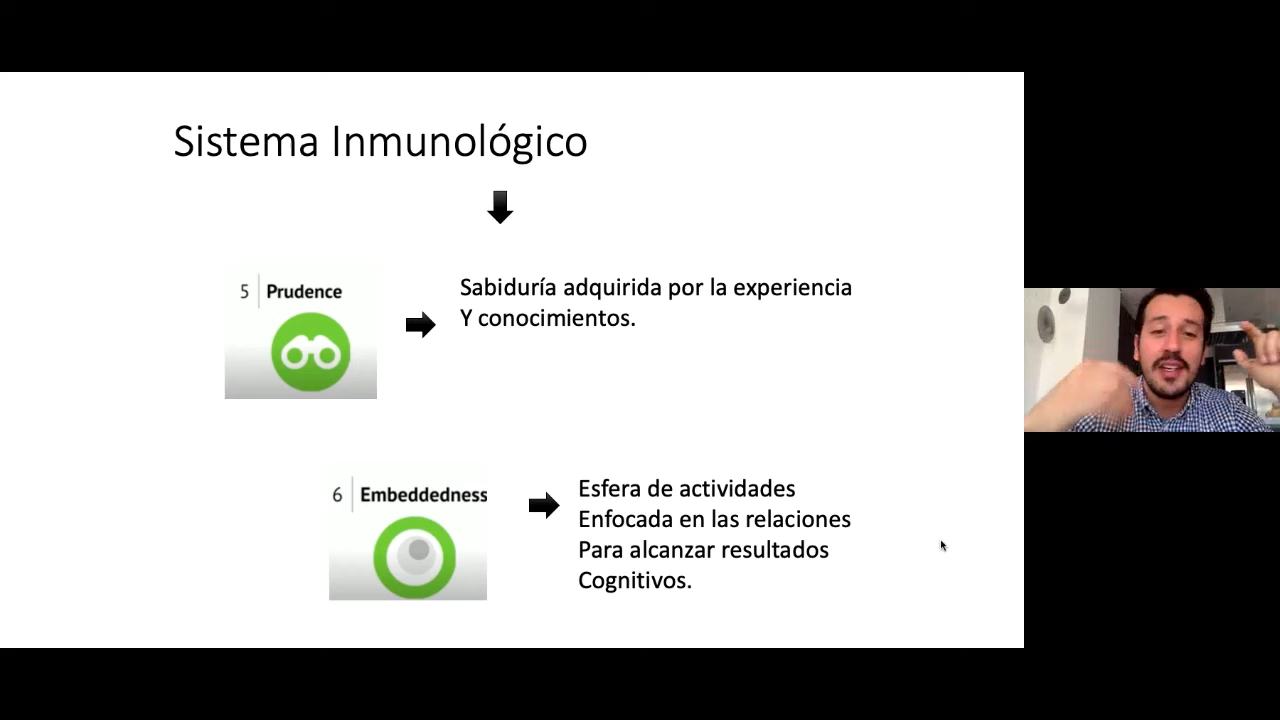 Sistema Inmunológico
5 Prudence
Sabiduría adquirida por la experiencia
Y conocimientos.
6 Embeddedness
Esfera de actividades
Enfocada en las relaciones
Para alcanzar resultados
Cognitivos.